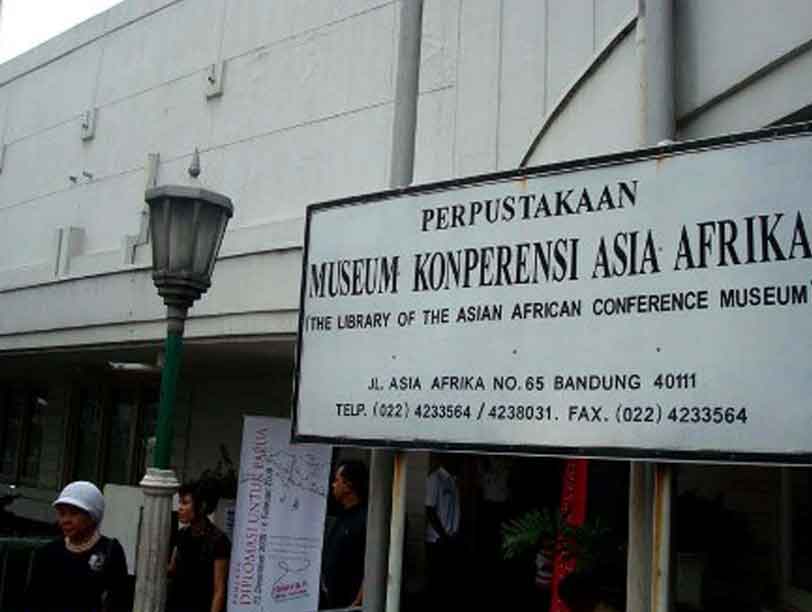 PERPUSTAKAAN
MUSEUM KONPERENSI ASIA AFRIKA
(THE LIBRARY OF THE ASIAN AFRICAN CONFERENCE MUSEUM)
JL. ASIA AFRIKA NO. 65 BANDUNG 40111
TELP. (022) 4233564 / 4238031. FAX. (022) 4233564
DIPLOMASI UNTUK PAPUA